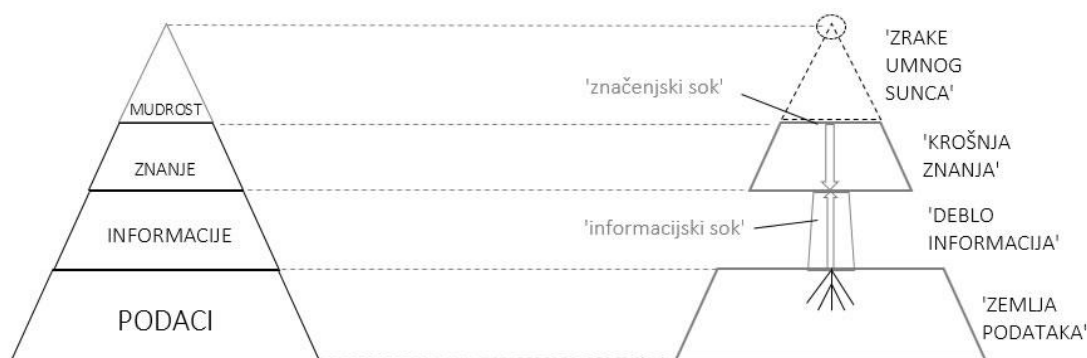 MUDROST
ZNANJE
INFORMACIJE
PODACI
'značenjski sok'
'informacijski sok'
'ZRAKE
UMNOG
SUNCA'
'KROŠNJA
ZNANJA'
'DEBLO
INFORMACIJA'
'ZEMLJA
PODATAKA'